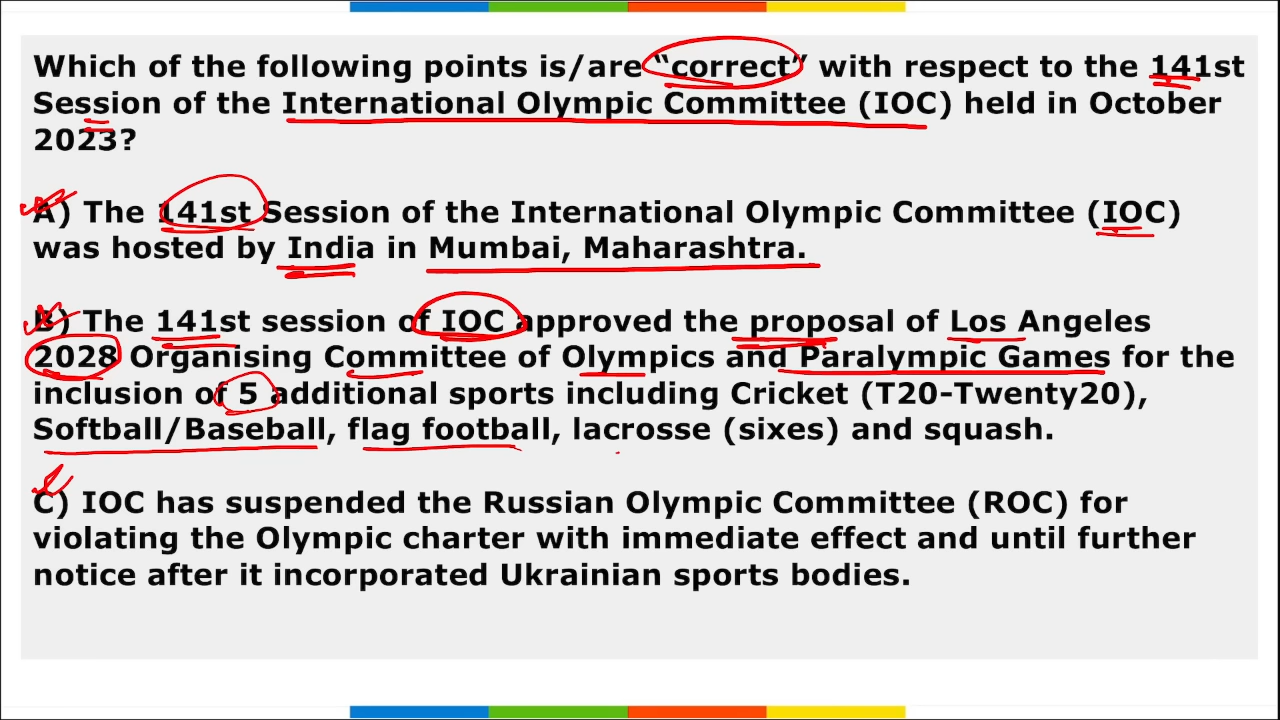 Which of the following points is/are “correct” with respect to the 141st
Session of the International Olympic Committee (IOC) held in October
2023?
A) The 141st Session of the International Olympic Committee (IOC)
was hosted by India in Mumbai, Maharashtra.
B) The 141st session of IOC approved the proposal of Los Angeles
2028 Organising Committee of Olympics and Paralympic Games for the
inclusion of 5 additional sports including Cricket (T20-Twenty20),
Softball/Baseball, flag football, lacrosse (sixes) and squash.
C) IOC has suspended the Russian Olympic Committee (ROC) for
violating the Olympic charter with immediate effect and until further
notice after it incorporated Ukrainian sports bodies.